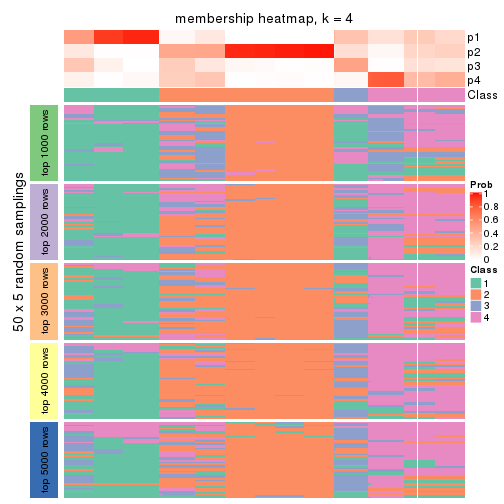 membership heatmap, k = 4
p1
p2
p3
p4
Class
50 x 5 random samplings
top 1000 rows
top 2000 rows
top 3000 rows
top 4000 rows
top 5000 rows
Prob
1
0.8
0.6
0.4
0.2
0
Class
1
2
3
4